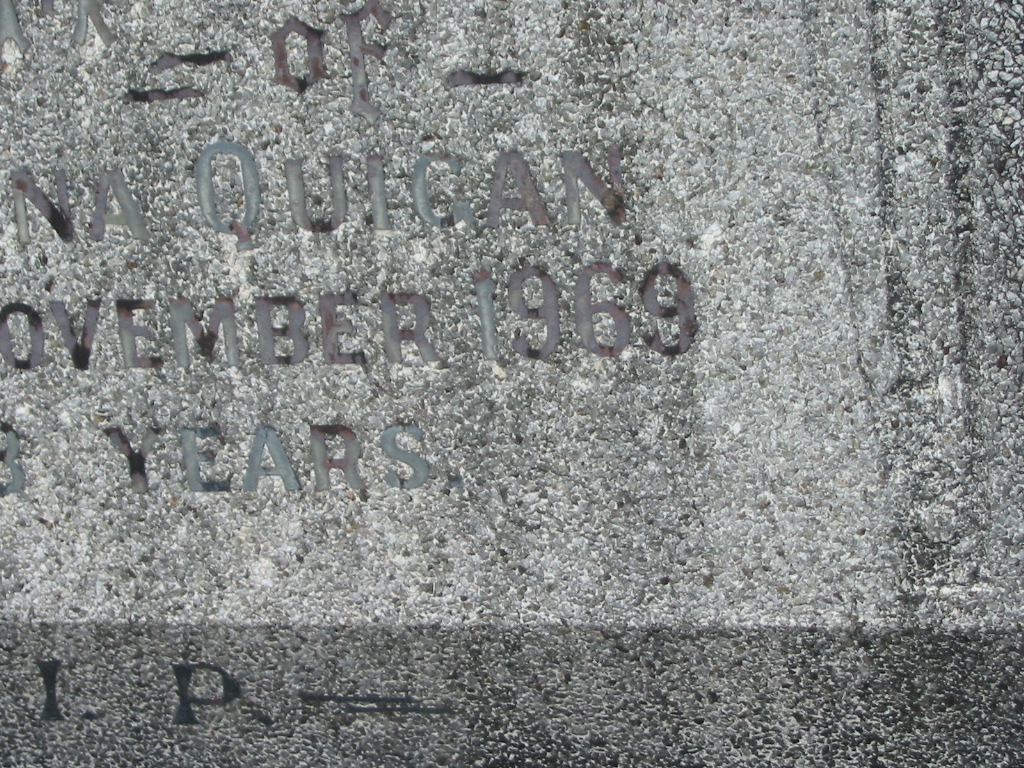 OF
NA QUIGAN
OVEMBER 1969
3 YEARS.
I. P.